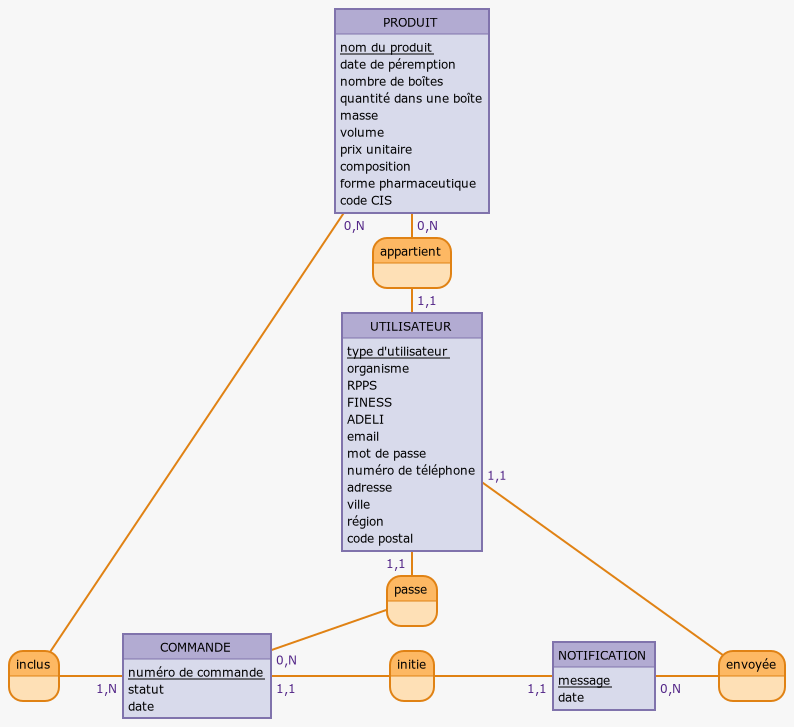 PRODUIT
nom du produit
date de péremption
nombre de boîtes
quantité dans une boîte
masse
volume
prix unitaire
composition
forme pharmaceutique
code CIS
0,N
0,N
appartient
1,1
UTILISATEUR
type d'utilisateur
organisme
RPPS
FINESS
ADELI
email
mot de passe
numéro de téléphone
adresse
ville
région
code postal
1,1
1,1
passe
inclus
1,N
COMMANDE
numéro de commande
statut
date
0,N
1,1
initie
1,1
NOTIFICATION
message
date
0,N
envoyée